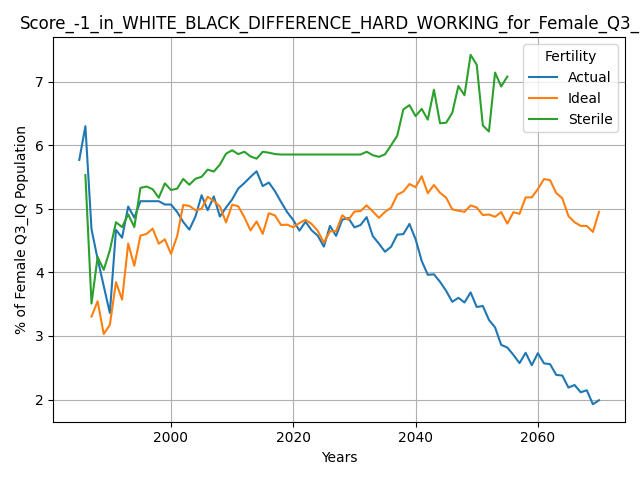 Score_-1_in_WHITE_BLACK_DIFFERENCE_HARD_WORKING_for_Female_Q3_
Fertility
Actual
Ideal
Sterile
% of Female Q3_IQ Population
7
6
5
4
3
2
2000
2020
2040
2060
Years